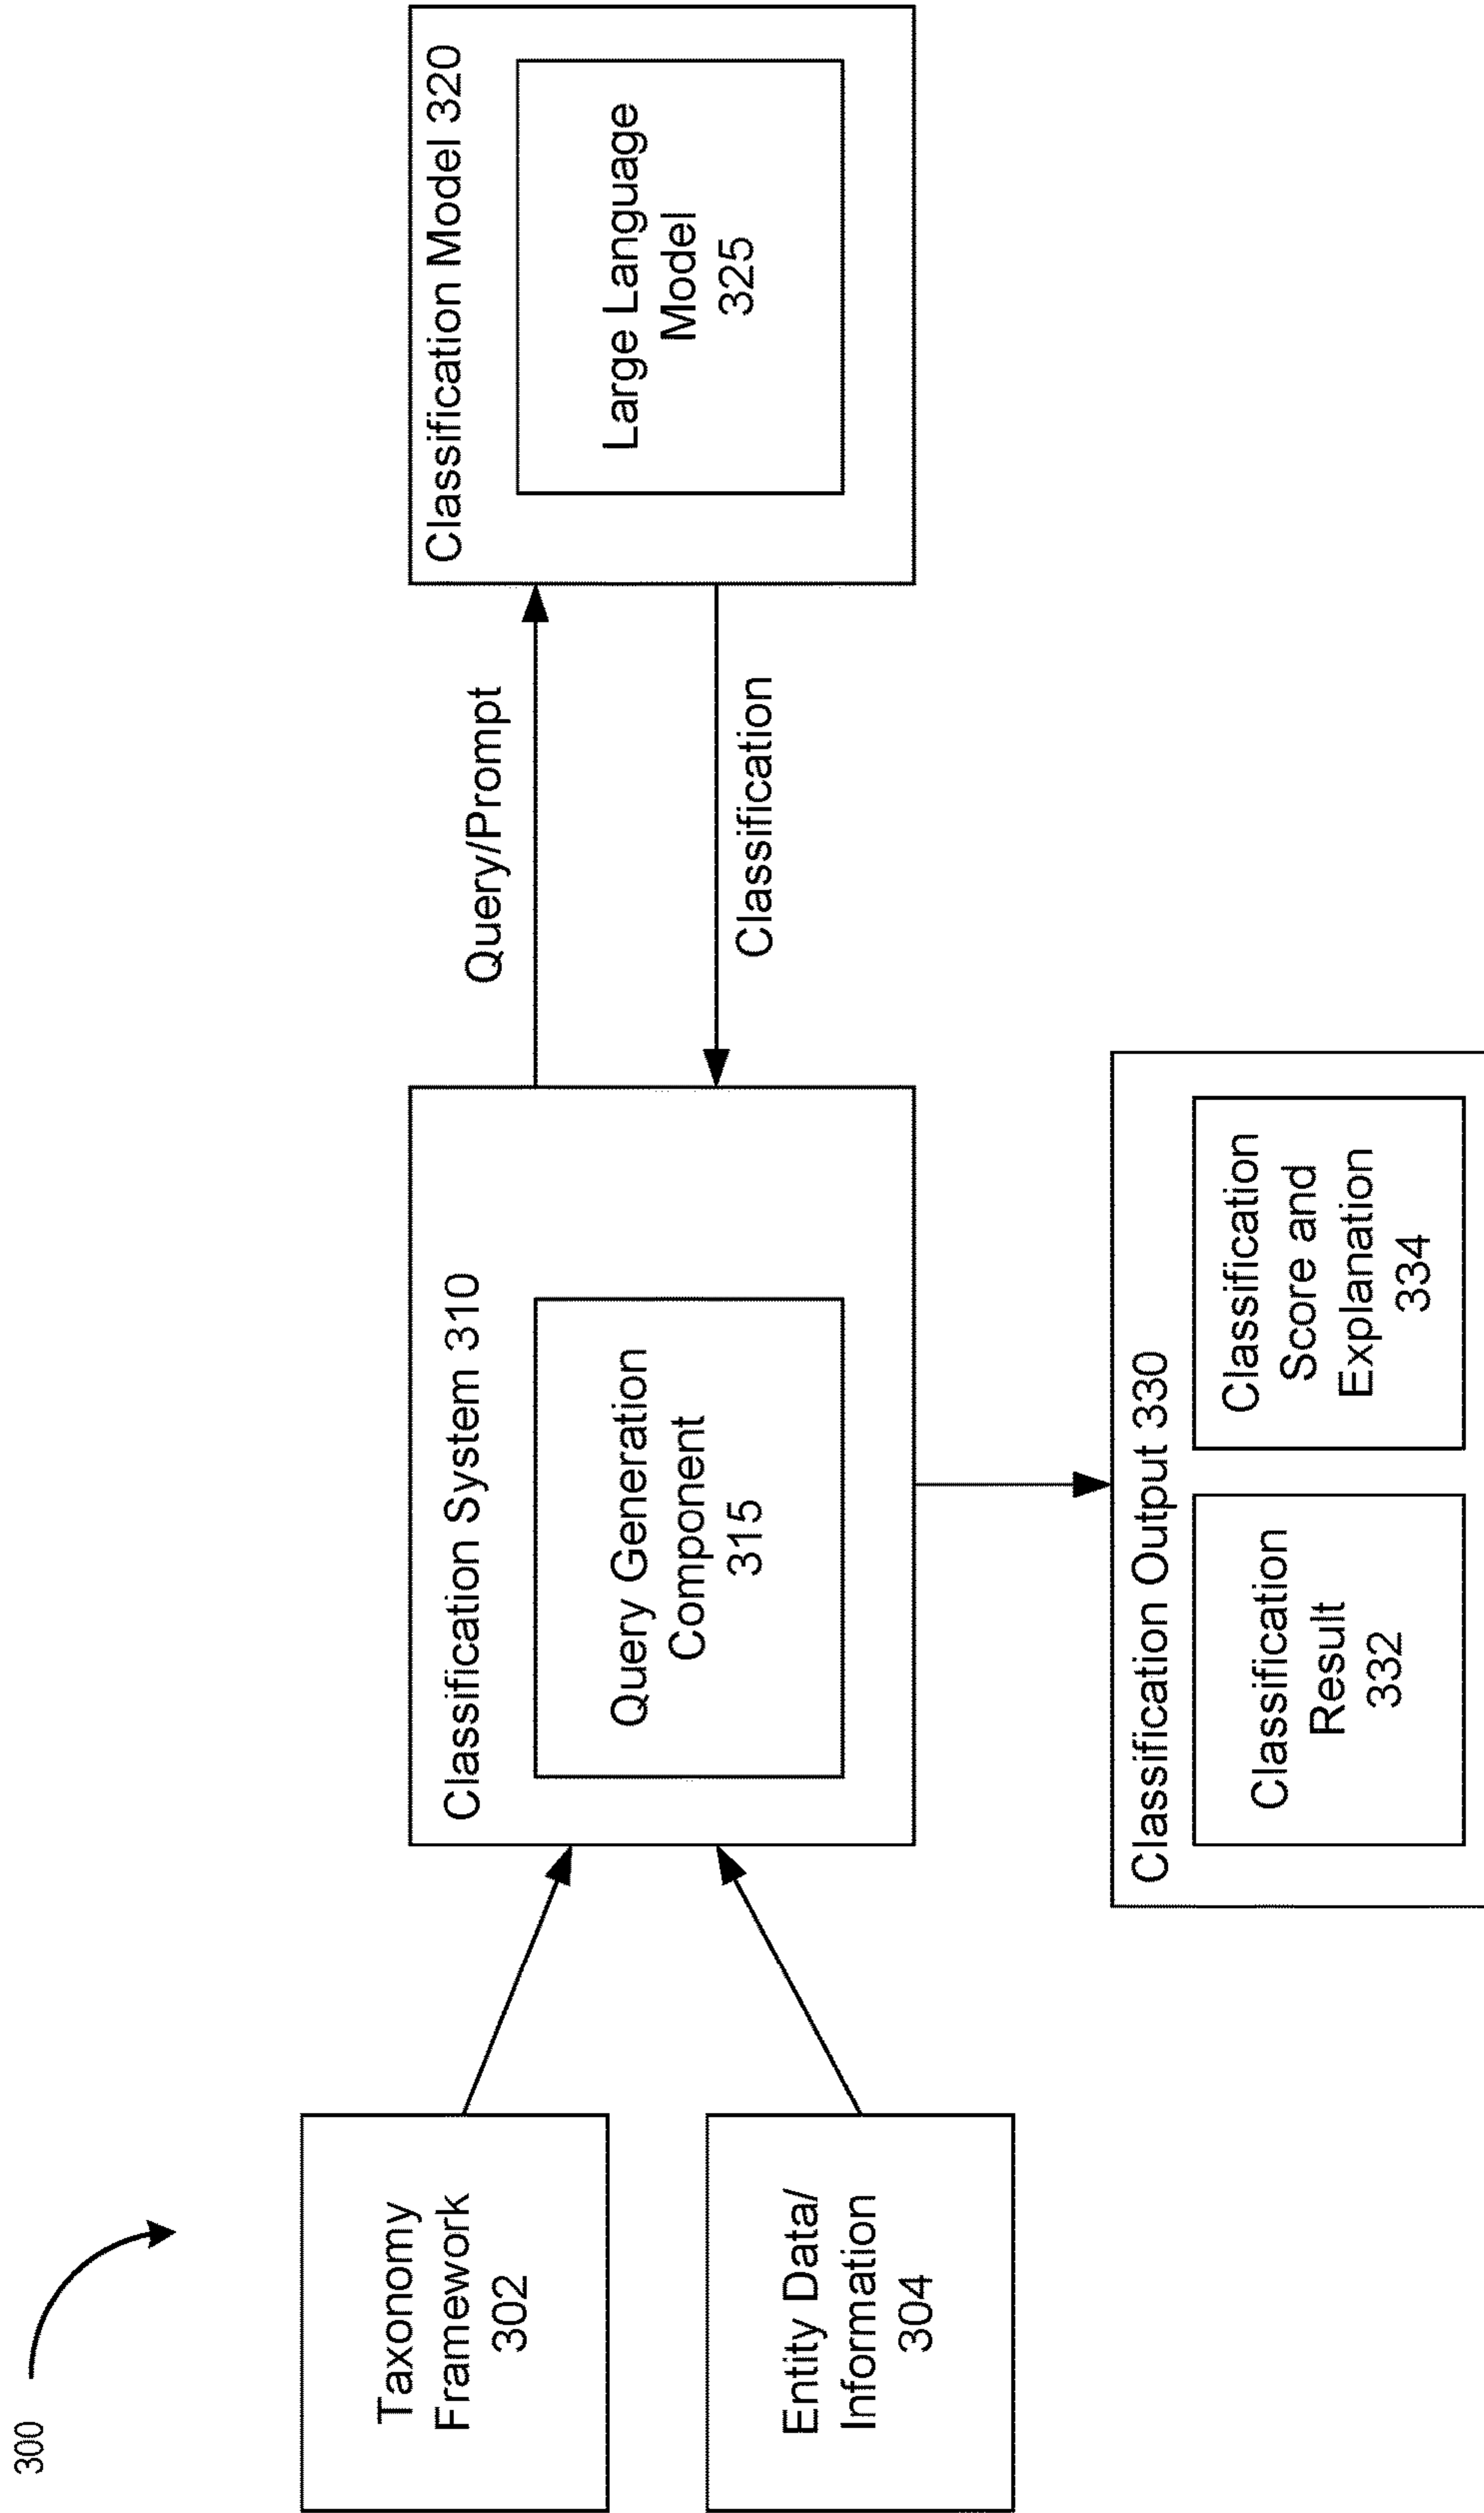 300
Taxonomy
Framework
302
Entity Data/
Information
304
Classification System 310
Query Generation
Component
315
Query/Prompt
Classification
Classification Model 320
Large Language
Model
325
Classification Output 330
Classification
Result
332
Classification
Score and
Explanation
334